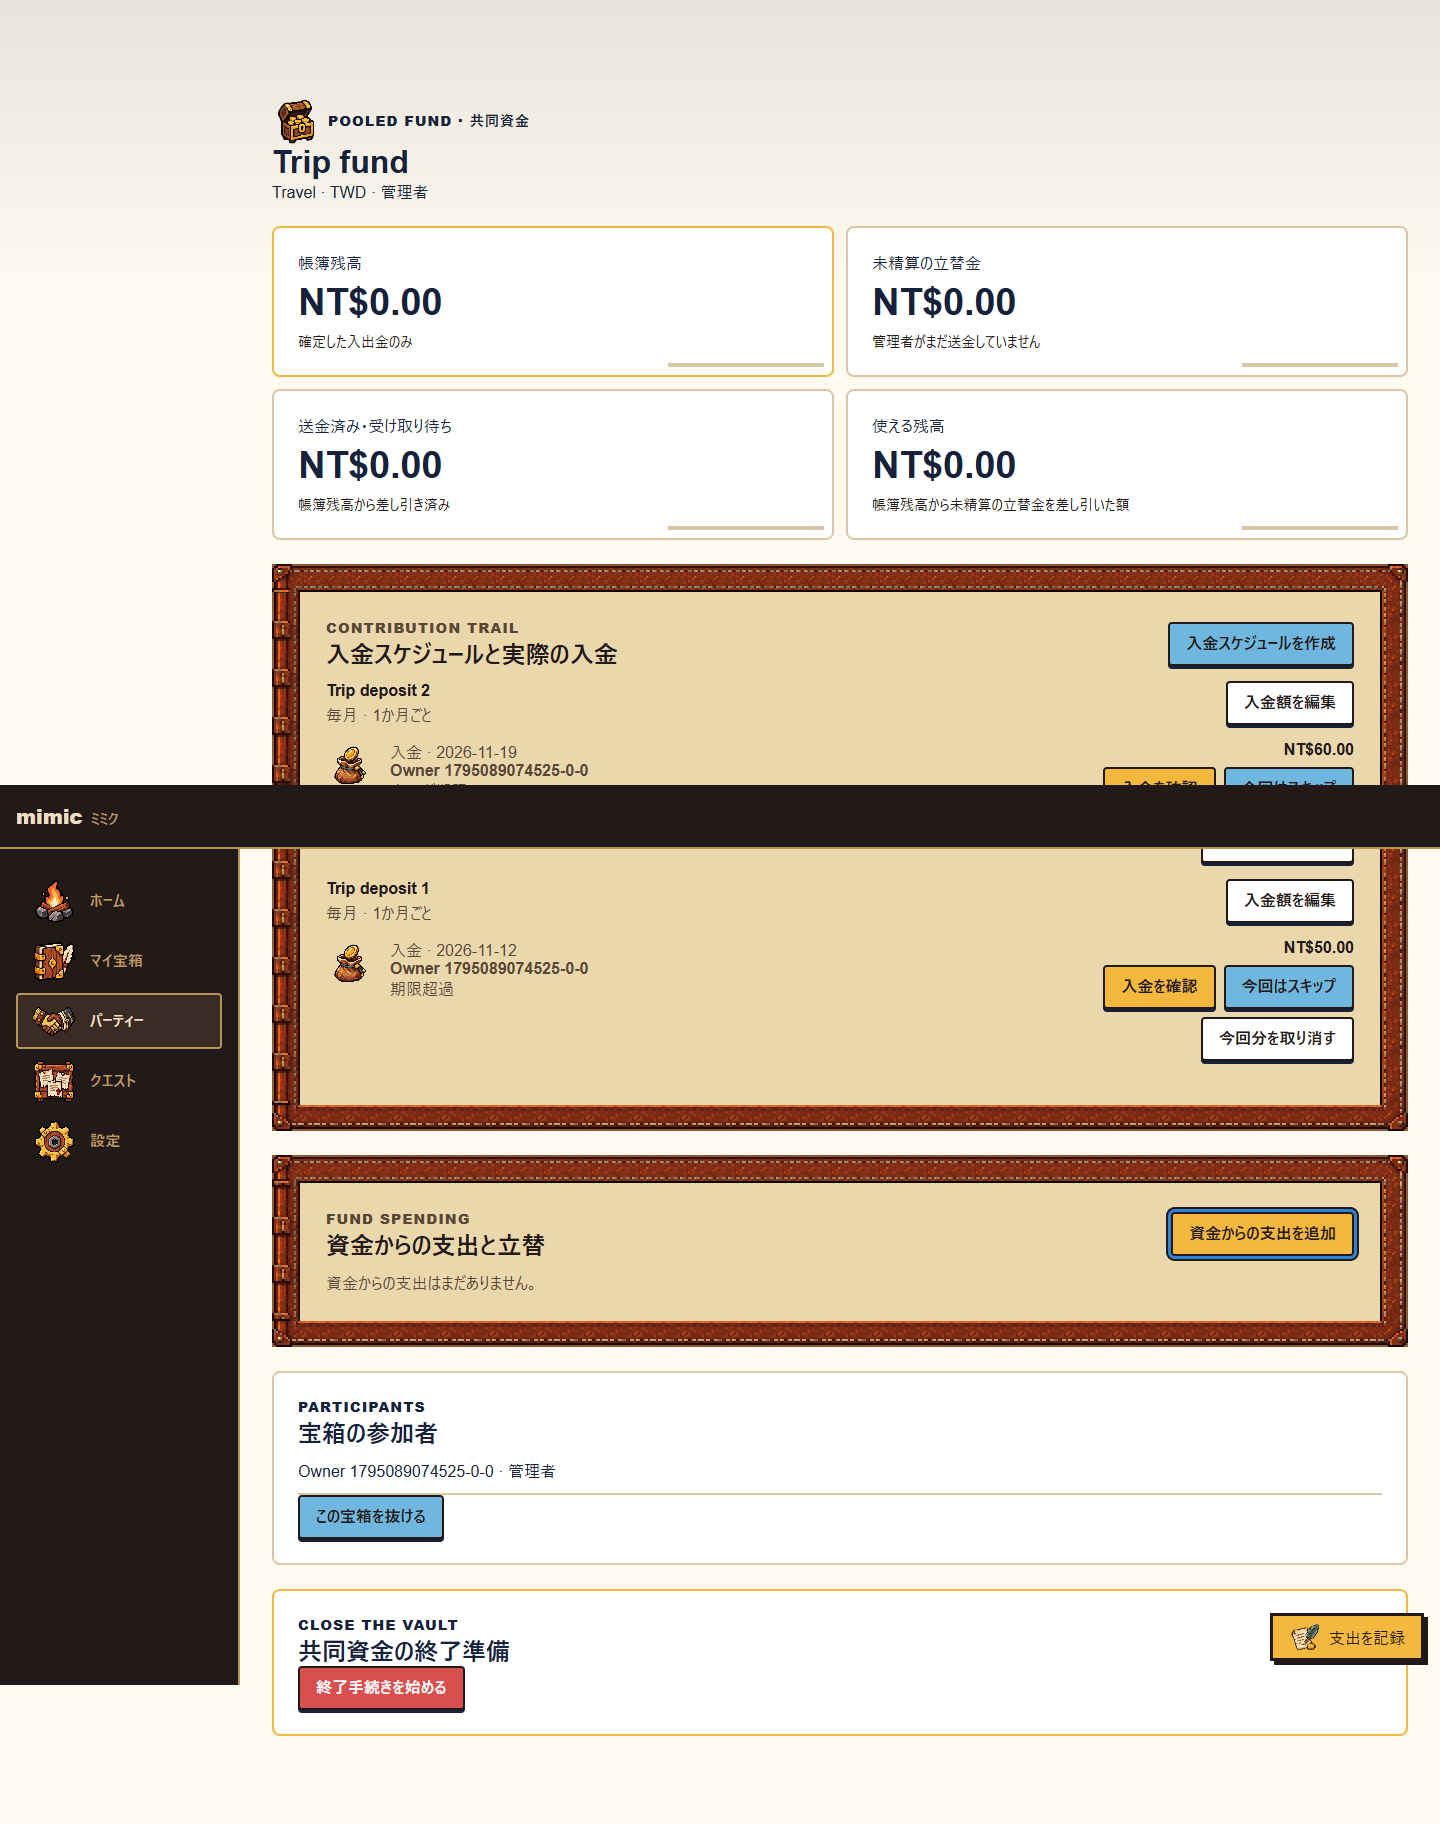 POOLED FUND · 共同資金
Trip fund
Travel · TWD · 管理者
帳簿残高
NT$0.00
確定した入出金のみ
未精算の立替金
NT$0.00
管理者がまだ送金していません
送金済み・受け取り待ち
NT$0.00
帳簿残高から差し引き済み
使える残高
NT$0.00
帳簿残高から未精算の立替金を差し引いた額
CONTRIBUTION TRAIL
入金スケジュールと実際の入金
入金スケジュールを作成
Trip deposit 2
毎月 · 1か月ごと
入金額を編集
入金 · 2026-11-19
Owner 1795089074525-0-0
NT$60.00
入金を確認
今回はスキップ
mimic ミミク
ホーム
マイ宝箱
パーティー
クエスト
設定
Trip deposit 1
毎月 · 1か月ごと
入金額を編集
入金 · 2026-11-12
Owner 1795089074525-0-0
期限超過
NT$50.00
入金を確認
今回はスキップ
今回分を取り消す
FUND SPENDING
資金からの支出と立替
資金からの支出を追加
資金からの支出はまだありません。
PARTICIPANTS
宝箱の参加者
Owner 1795089074525-0-0 · 管理者
この宝箱を抜ける
CLOSE THE VAULT
共同資金の終了準備
終了手続きを始める
支出を記録